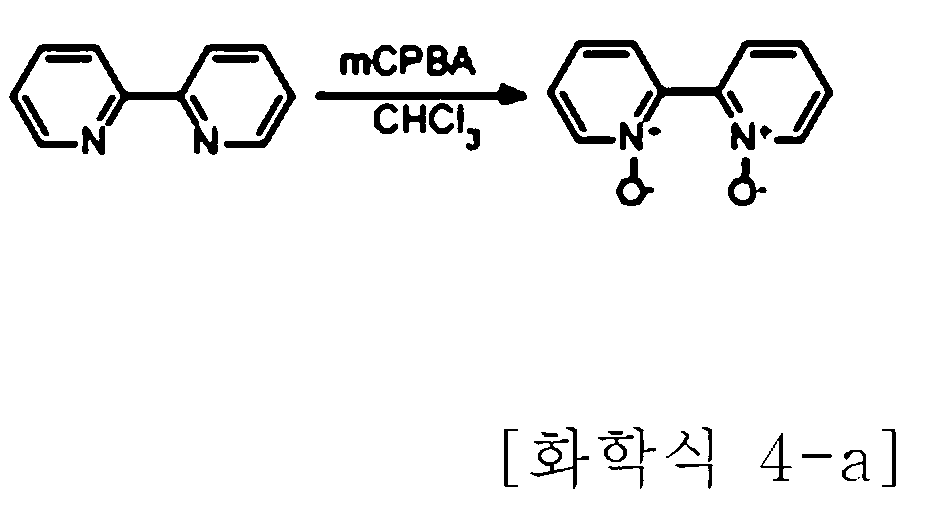 mCPBA
CHCl₃
N N N⁺ N⁺
O- O-
[화학식 4-a]